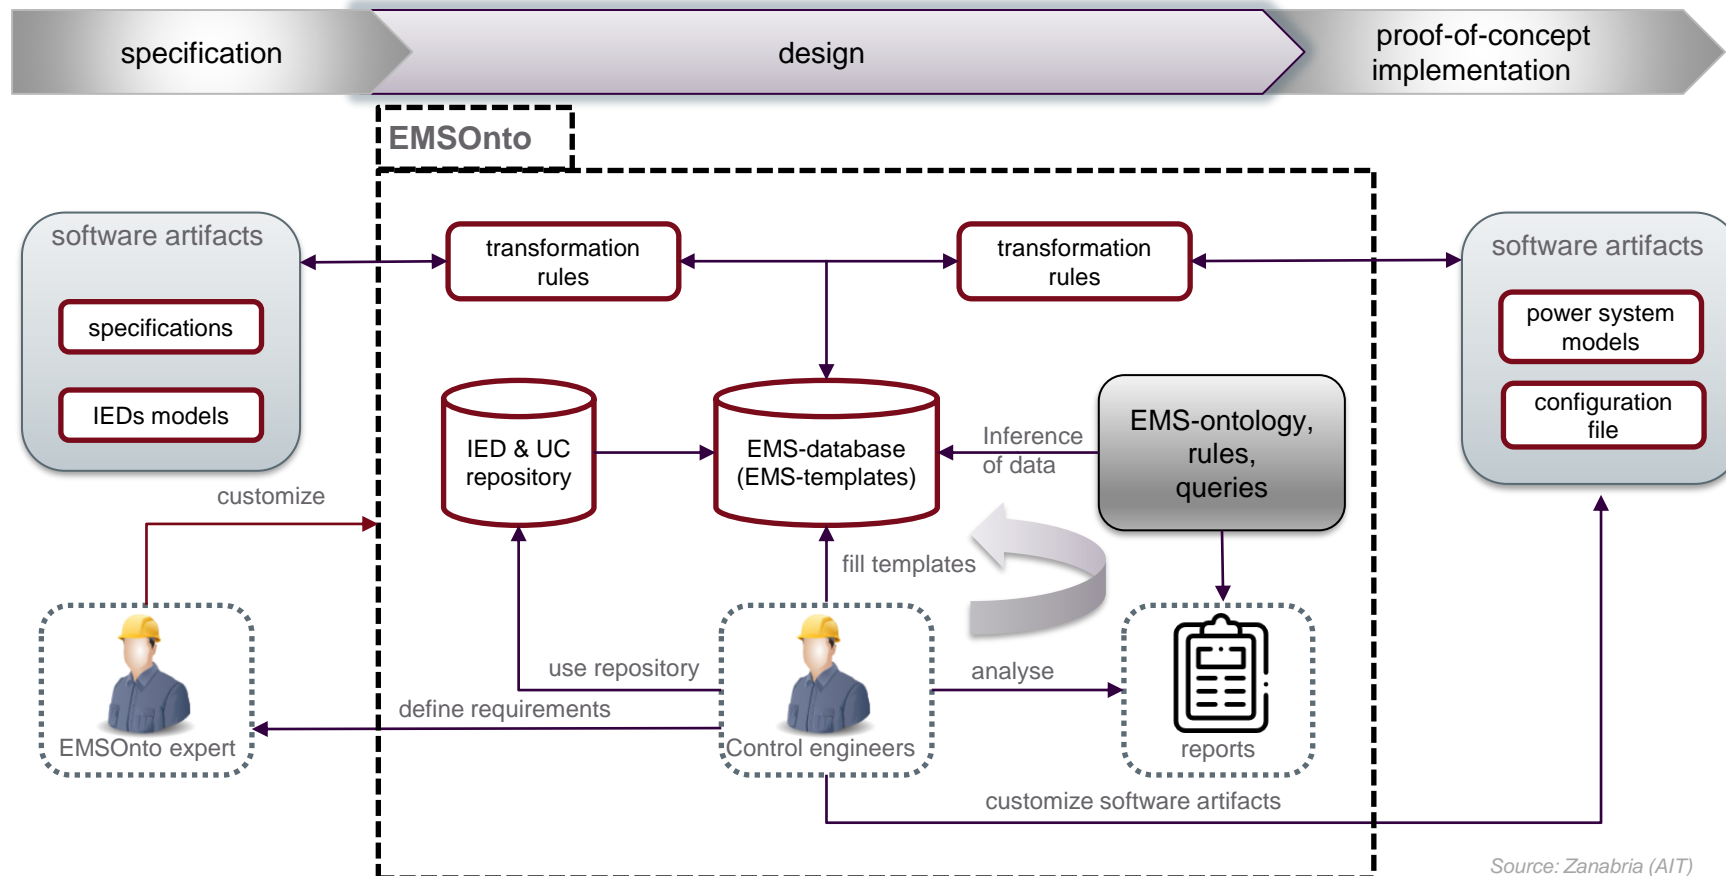 specification
design
proof-of-concept
implementation
EMSOnto
software artifacts
specifications
IEDs models
transformation
rules
transformation
rules
software artifacts
power system
models
configuration
file
IED & UC
repository
EMS-database
(EMS-templates)
Inference
of data
EMS-ontology,
rules,
queries
customize
fill templates
use repository
define requirements
analyse
EMSOnto expert
Control engineers
reports
customize software artifacts
Source: Zanabria (AIT)